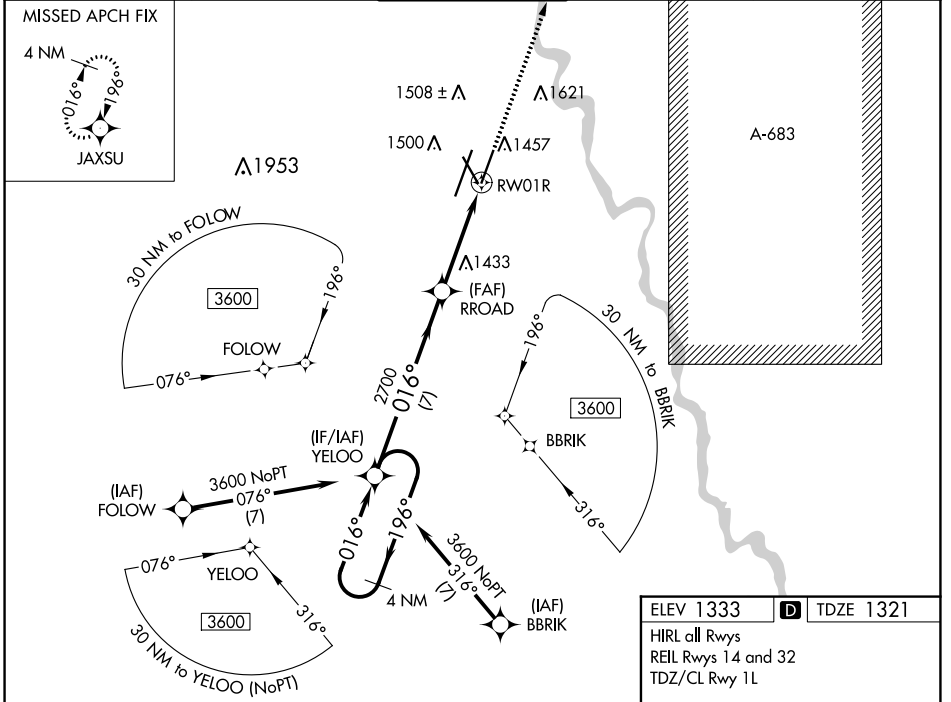 MISSED APCH FIX
4 NM
016°
196°
JAXSU
1508 ±
1621
1500
1457
RW01R
A-683
1953
30 NM to FOLOW
3600
196°
FOLOW
076°
1433
(FAF)
RROAD
2700
016°
(7)
30 NM to BBRIK
196°
3600
BBRIK
316°
(IF/IAF)
YELOO
(IAF)
FOLOW
3600 NoPT
076°
(7)
016°
196°
4 NM
3600 NoPT
316°
(7)
(IAF)
BBRIK
076°
YELOO
316°
3600
30 NM to YELOO (NoPT)
ELEV 1333 D TDZE 1321
HIRL all Rwys
REIL Rwys 14 and 32
TDZ/CL Rwy 1L